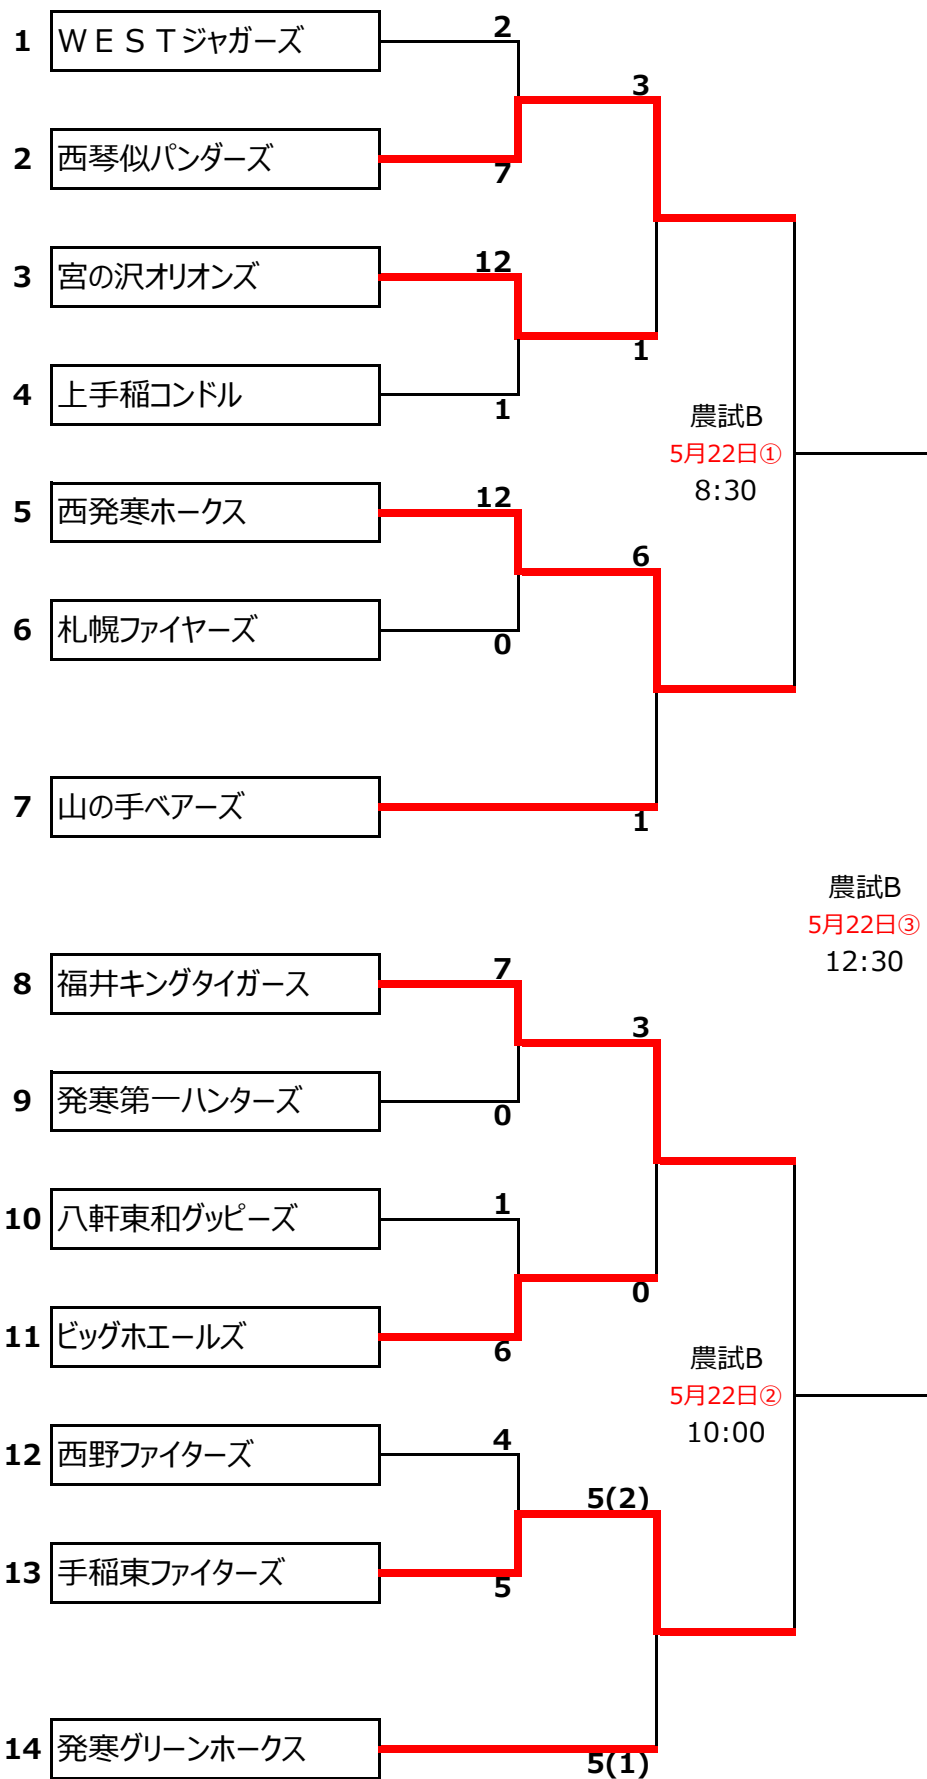 1 ＷＥＳＴジャガーズ 2
3
2 西琴似パンダーズ 7
3 宮の沢オリオンズ 12
1
4 上手稲コンドル 1
農試B
5月22日①
8:30
5 西発寒ホークス 12
6
6 札幌ファイヤーズ 0
7 山の手ベアーズ 1
農試B
5月22日③
12:30
8 福井キングタイガース 7
3
9 発寒第一ハンターズ 0
10 八軒東和グッピーズ 1
0
11 ビッグホエールズ 6
農試B
5月22日②
10:00
12 西野ファイターズ 4
5(2)
13 手稲東ファイターズ 5
14 発寒グリーンホークス 5(1)